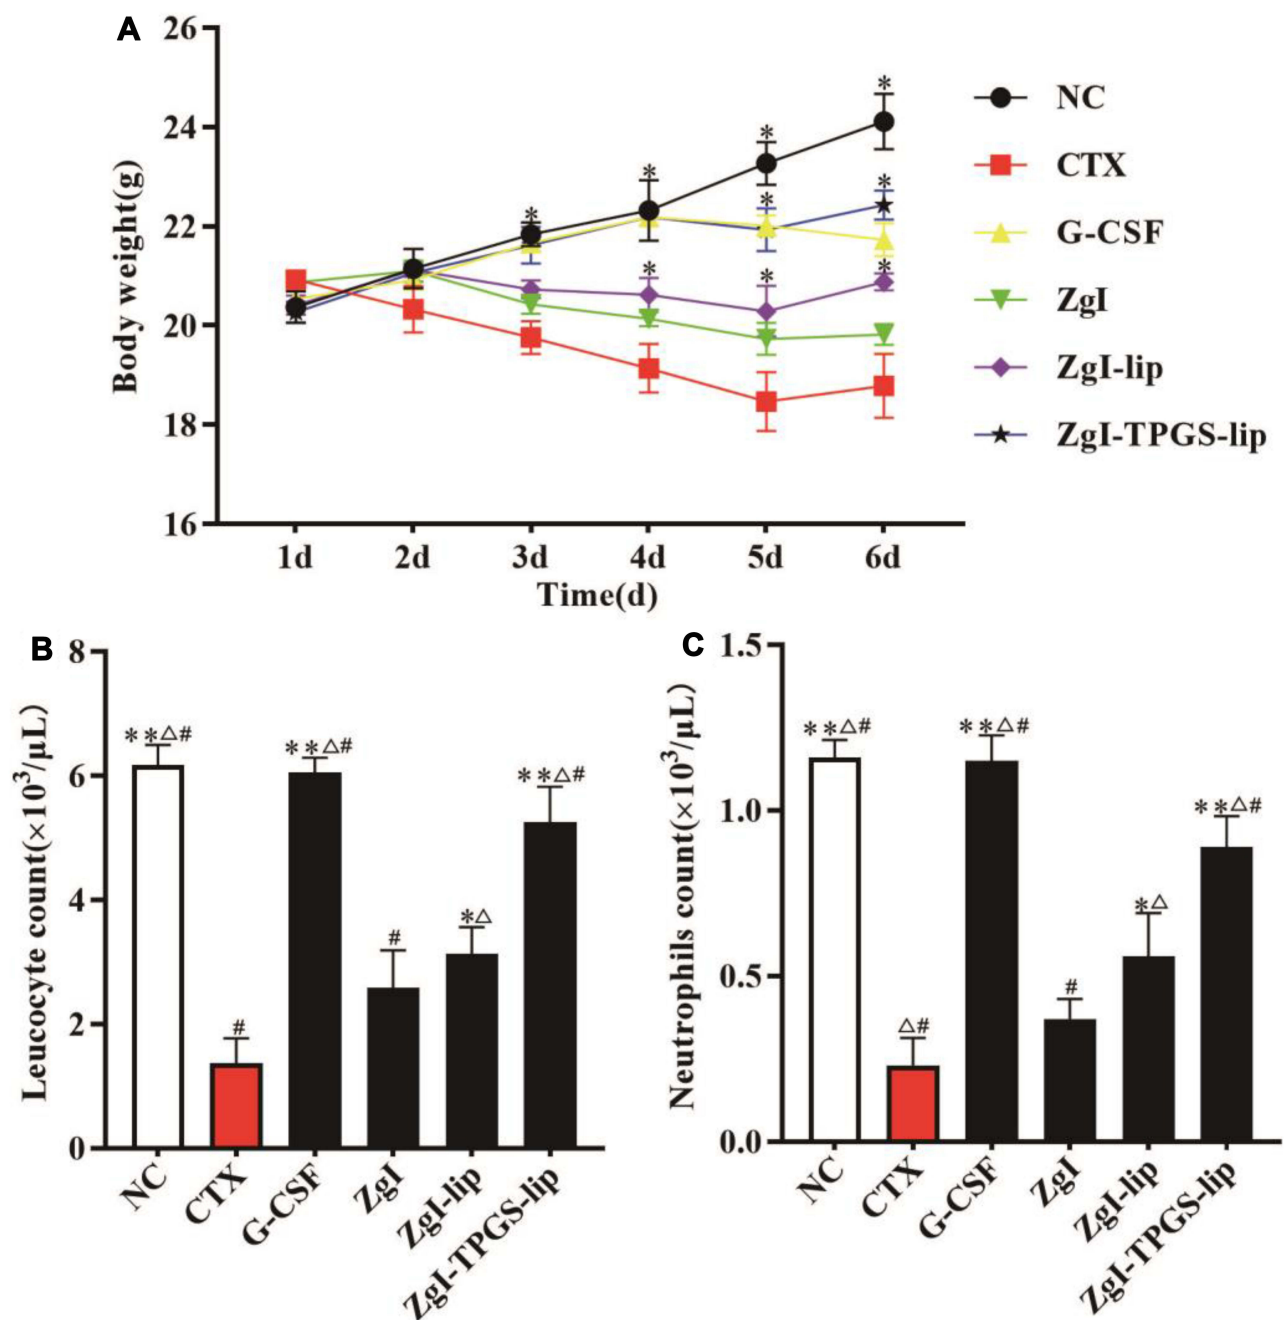 A
26
24
22
20
18
16
Body weight(g)
*
*
*
*
*
*
*
*
*
*
1d 2d 3d 4d 5d 6d
Time(d)
NC
CTX
G-CSF
ZgI
ZgI-lip
ZgI-TPGS-lip
B
8
6
4
2
0
Leucocyte count(×10³/μL)
**△#
#
**△#
#
*△
**△#
NC
CTX
G-CSF
ZgI
ZgI-lip
ZgI-TPGS-lip
C
1.5
1.0
0.5
0.0
Neutrophils count(×10³/μL)
**△#
△#
**△#
#
*△
**△#
NC
CTX
G-CSF
ZgI
ZgI-lip
ZgI-TPGS-lip